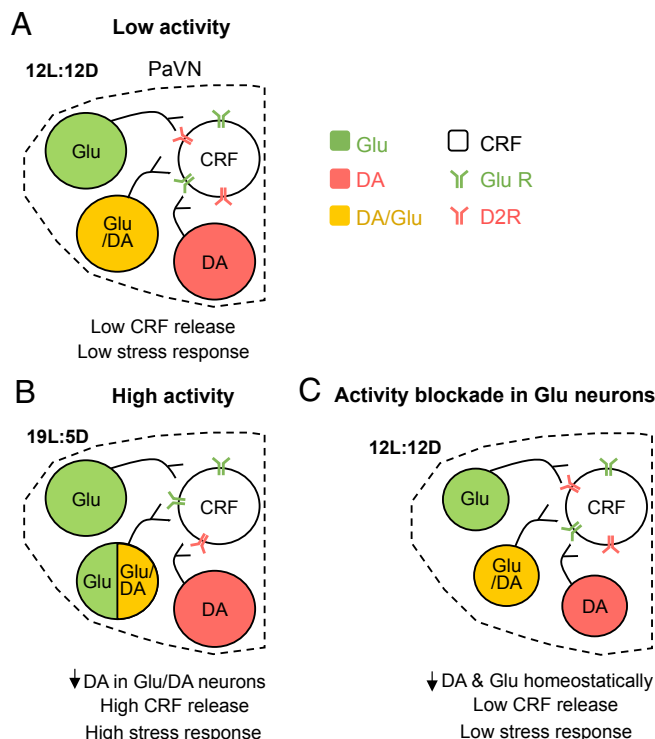 A
Low activity
12L:12D
PaVN
Glu
CRF
Glu
/DA
DA
Low CRF release
Low stress response
Glu
CRF
DA
Glu R
DA/Glu
D2R
B
High activity
19L:5D
Glu
CRF
Glu
Glu/
DA
DA
↓DA in Glu/DA neurons
High CRF release
High stress response
C
Activity blockade in Glu neurons
12L:12D
Glu
CRF
Glu
/DA
DA
↓ DA & Glu homeostatically
Low CRF release
Low stress response